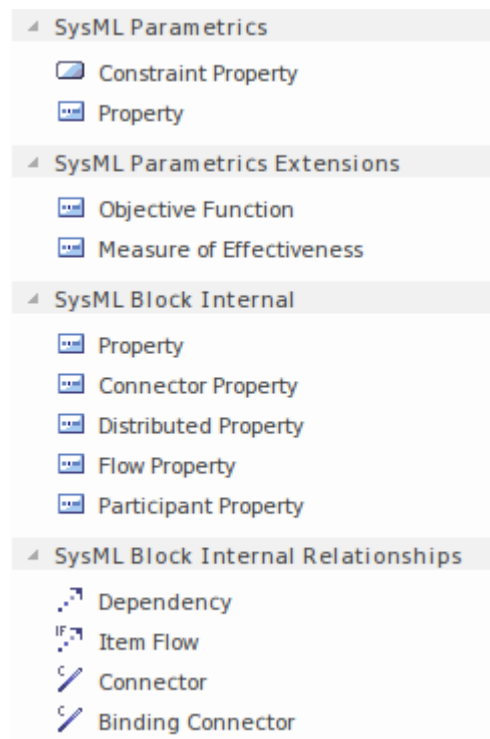 SysML Parametrics
Constraint Property
Property
SysML Parametrics Extensions
Objective Function
Measure of Effectiveness
SysML Block Internal
Property
Connector Property
Distributed Property
Flow Property
Participant Property
SysML Block Internal Relationships
Dependency
IF Item Flow
C Connector
C Binding Connector